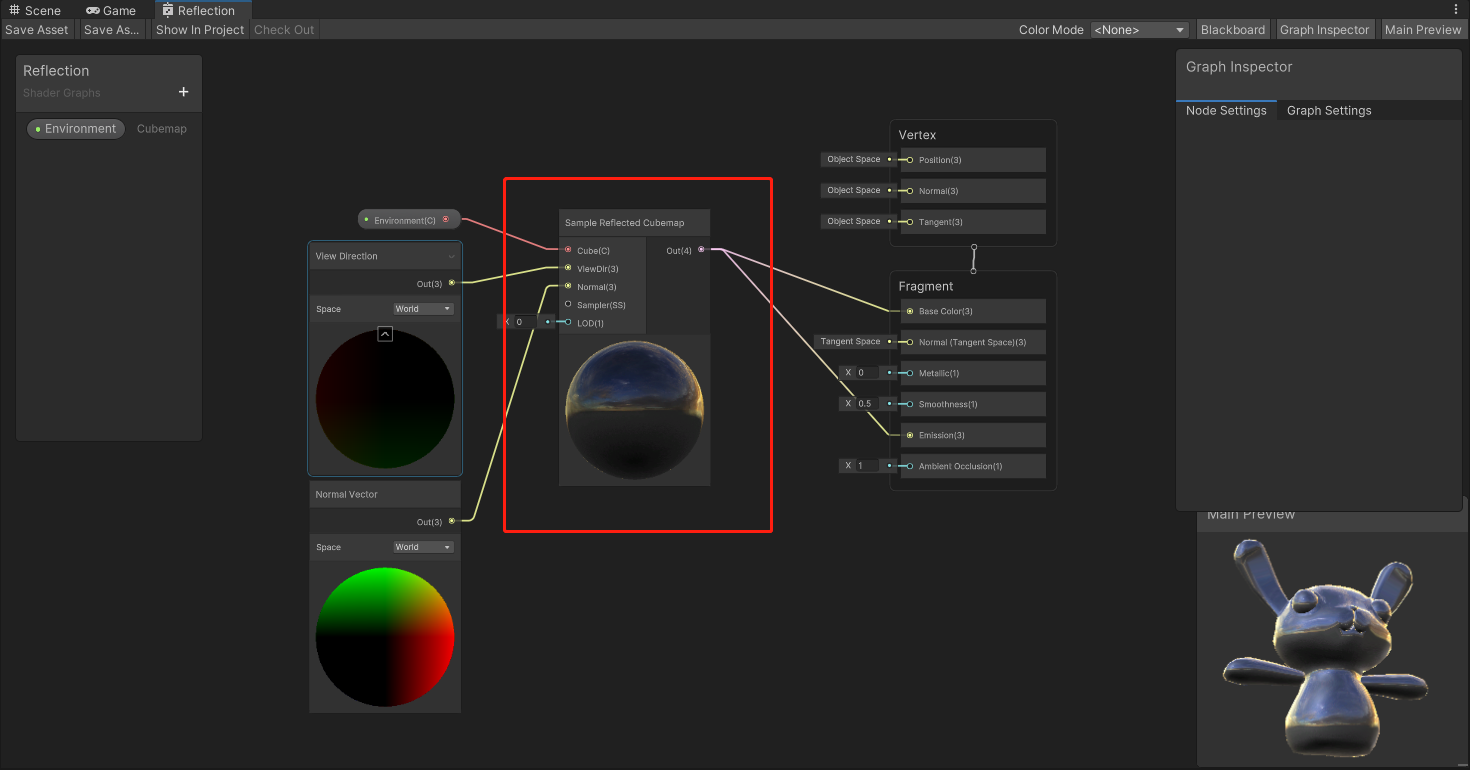 Scene Game Reflection
Save Asset Save As... Show In Project Check Out Color Mode <None> Blackboard Graph Inspector Main Preview
Reflection
Shader Graphs
+
Environment Cubemap
Environment(C)
View Direction
Out(3)
Space World
Normal Vector
Out(3)
Space World
Sample Reflected Cubemap
Cube(C) Out(4)
ViewDir(3)
Normal(3)
Sampler(SS)
X 0 LOD(1)
Vertex
Object Space Position(3)
Object Space Normal(3)
Object Space Tangent(3)
Fragment
Base Color(3)
Tangent Space Normal (Tangent Space)(3)
X 0 Metallic(1)
X 0.5 Smoothness(1)
Emission(3)
X 1 Ambient Occlusion(1)
Graph Inspector
Node Settings Graph Settings
Main Preview